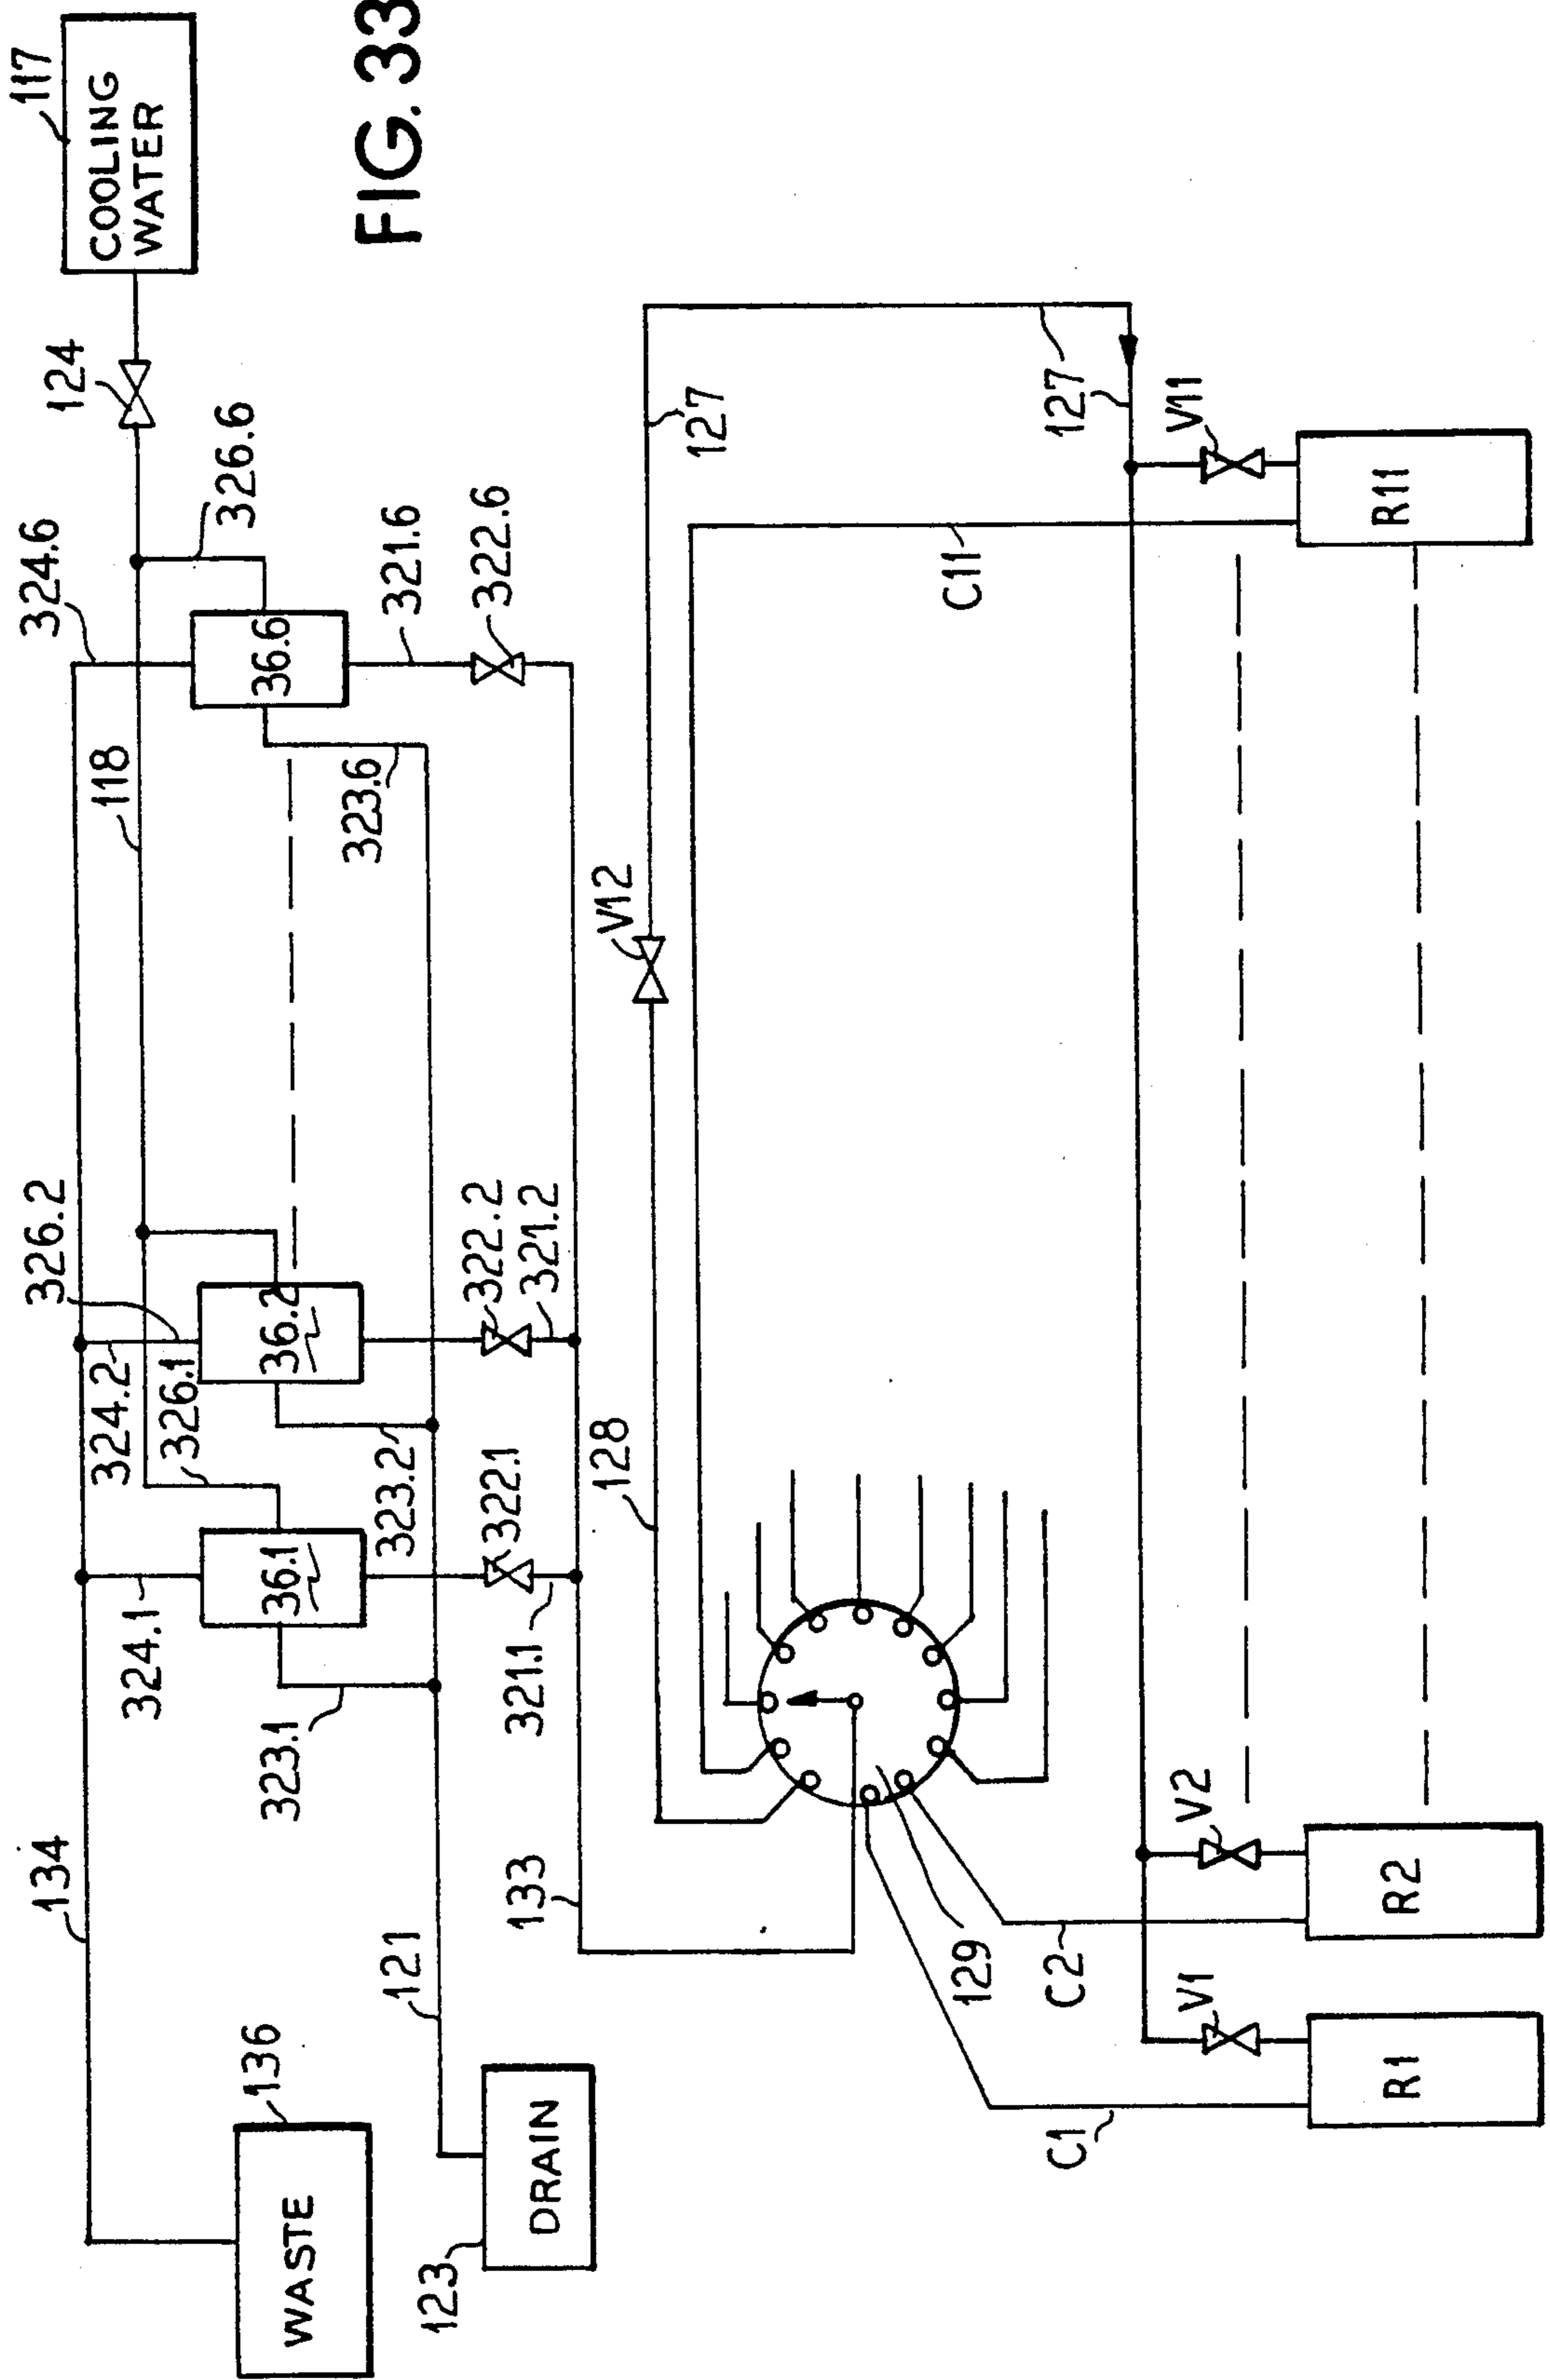 117
COOLING
WATER
FIG. 33
124
326.6
324.6
118
36.6
321.6
322.6
323.6
326.2
324.2
326.1
36.2
322.2
321.2
323.2
36.1
322.1
324.1
321.1
323.1
134
121
133
136
WASTE
123
DRAIN
127
127
V11
R11
C11
V12
128
129
C2
C1
V2
V1
R2
R1